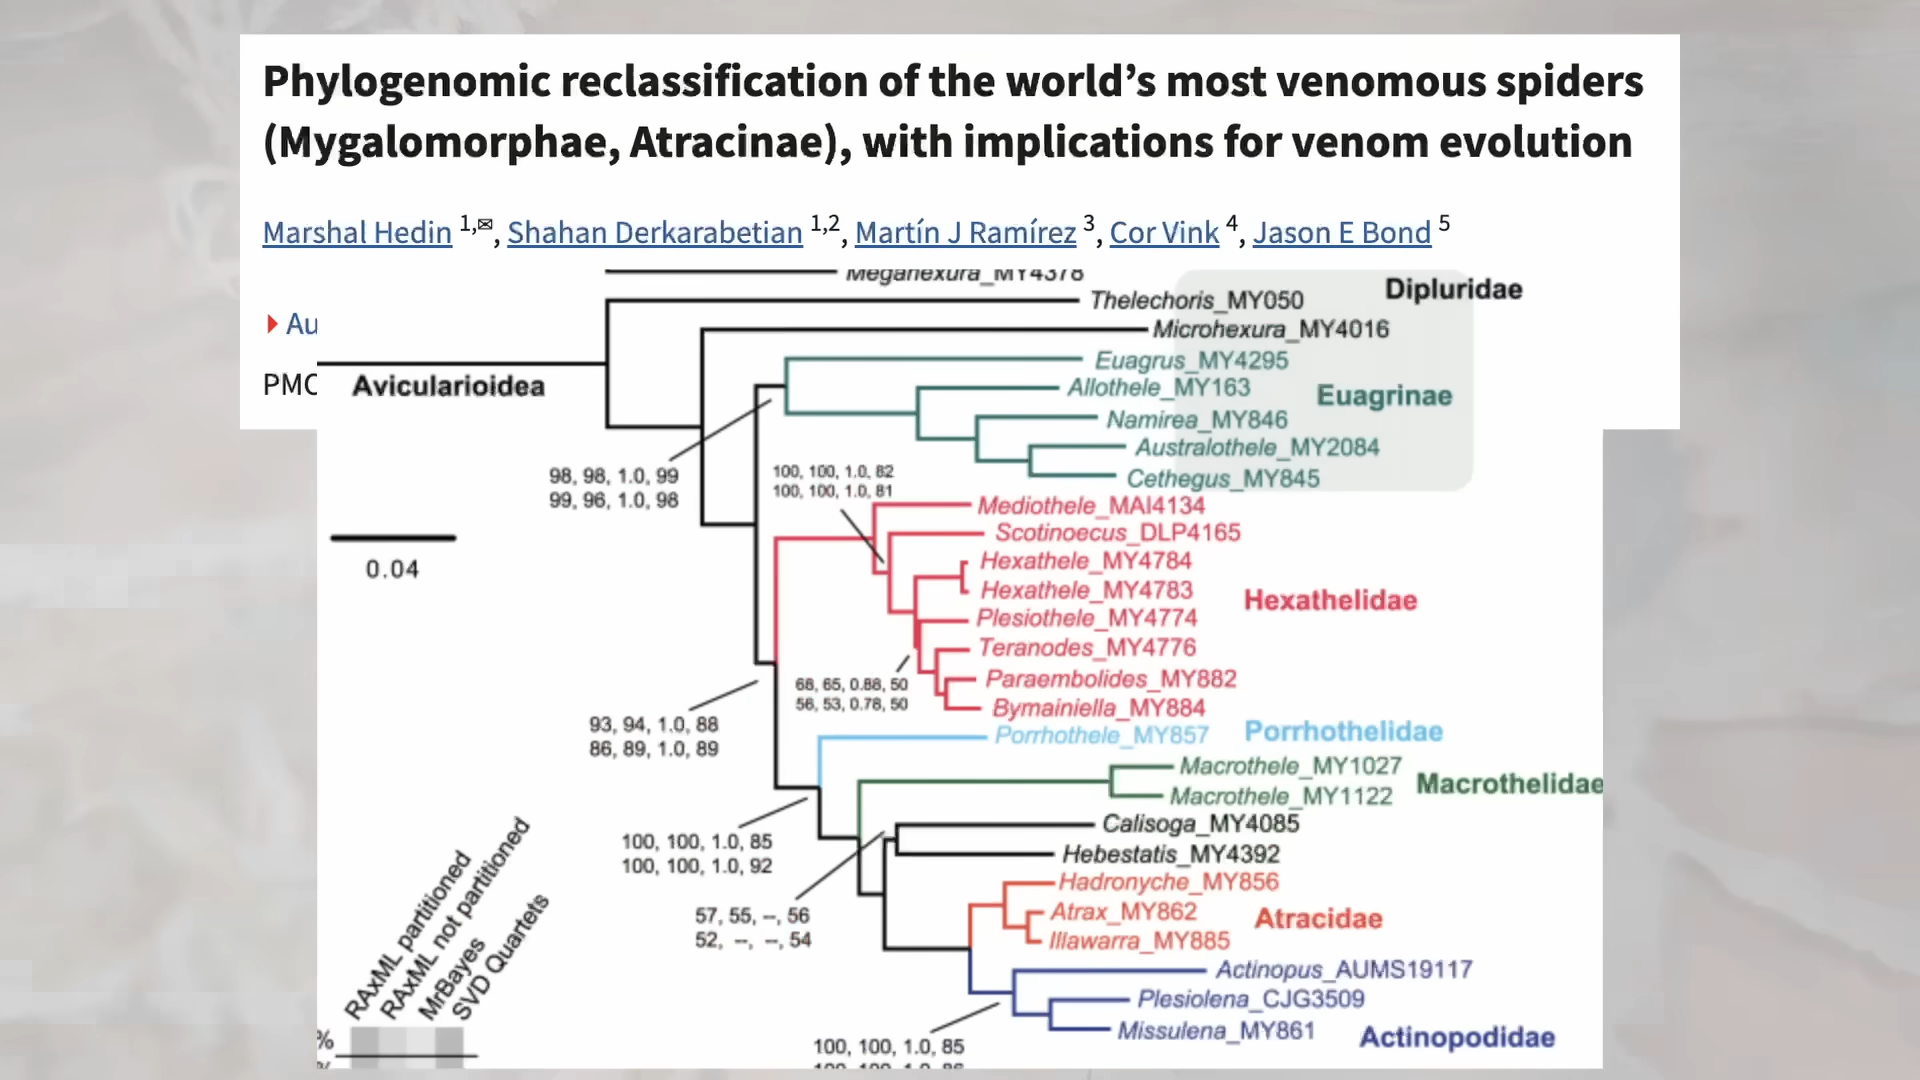 Phylogenomic reclassification of the world’s most venomous spiders
(Mygalomorphae, Atracinae), with implications for venom evolution
Marshal Hedin 1,✉, Shahan Derkarabetian 1,2, Martín J Ramírez 3, Cor Vink 4, Jason E Bond 5
Au
PMC
Meganexura_MY4378
Thelechoris_MY050
Dipluridae
Microhexura_MY4016
Avicularioidea
Euagrus_MY4295
Allothele_MY163
Euagrinae
Namirea_MY846
Australothele_MY2084
Cethegus_MY845
98, 98, 1.0, 99
99, 96, 1.0, 98
100, 100, 1.0, 82
100, 100, 1.0, 81
Mediothele_MAI4134
Scotinoecus_DLP4165
0.04
Hexathele_MY4784
Hexathele_MY4783
Hexathelidae
Plesiothele_MY4774
Teranodes_MY4776
Paraembolides_MY882
Bymainiella_MY884
68, 65, 0.88, 50
56, 53, 0.78, 50
93, 94, 1.0, 88
86, 89, 1.0, 89
Porrhothele_MY857
Porrhothelidae
Macrothele_MY1027
Macrothelidae
Macrothele_MY1122
Calisoga_MY4085
Hebestatis_MY4392
100, 100, 1.0, 85
100, 100, 1.0, 92
Hadronyche_MY856
Atrax_MY862
Atracidae
Illawarra_MY885
57, 55, --, 56
52, --, --, 54
Actinopus_AUMS19117
Plesiolena_CJG3509
Missulena_MY861
Actinopodidae
RAxML partitioned
RAxML not partitioned
MrBayes
SVD Quartets
%
100, 100, 1.0, 85